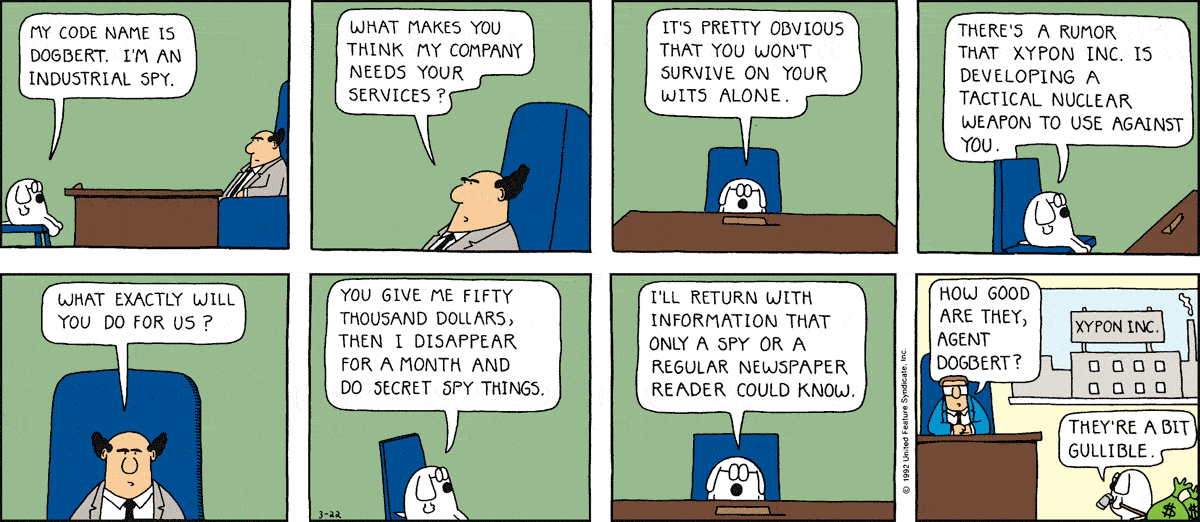 MY CODE NAME IS
DOGBERT. I'M AN
INDUSTRIAL SPY.
WHAT MAKES YOU
THINK MY COMPANY
NEEDS YOUR
SERVICES?
IT'S PRETTY OBVIOUS
THAT YOU WON'T
SURVIVE ON YOUR
WITS ALONE.
THERE'S A RUMOR
THAT XYPON INC. IS
DEVELOPING A
TACTICAL NUCLEAR
WEAPON TO USE AGAINST
YOU.
WHAT EXACTLY WILL
YOU DO FOR US?
YOU GIVE ME FIFTY
THOUSAND DOLLARS,
THEN I DISAPPEAR
FOR A MONTH AND
DO SECRET SPY THINGS.
3-22
I'LL RETURN WITH
INFORMATION THAT
ONLY A SPY OR A
REGULAR NEWSPAPER
READER COULD KNOW.
© 1992 United Feature Syndicate, Inc.
HOW GOOD
ARE THEY,
AGENT
DOGBERT?
XYPON INC.
THEY'RE A BIT
GULLIBLE.
$
$